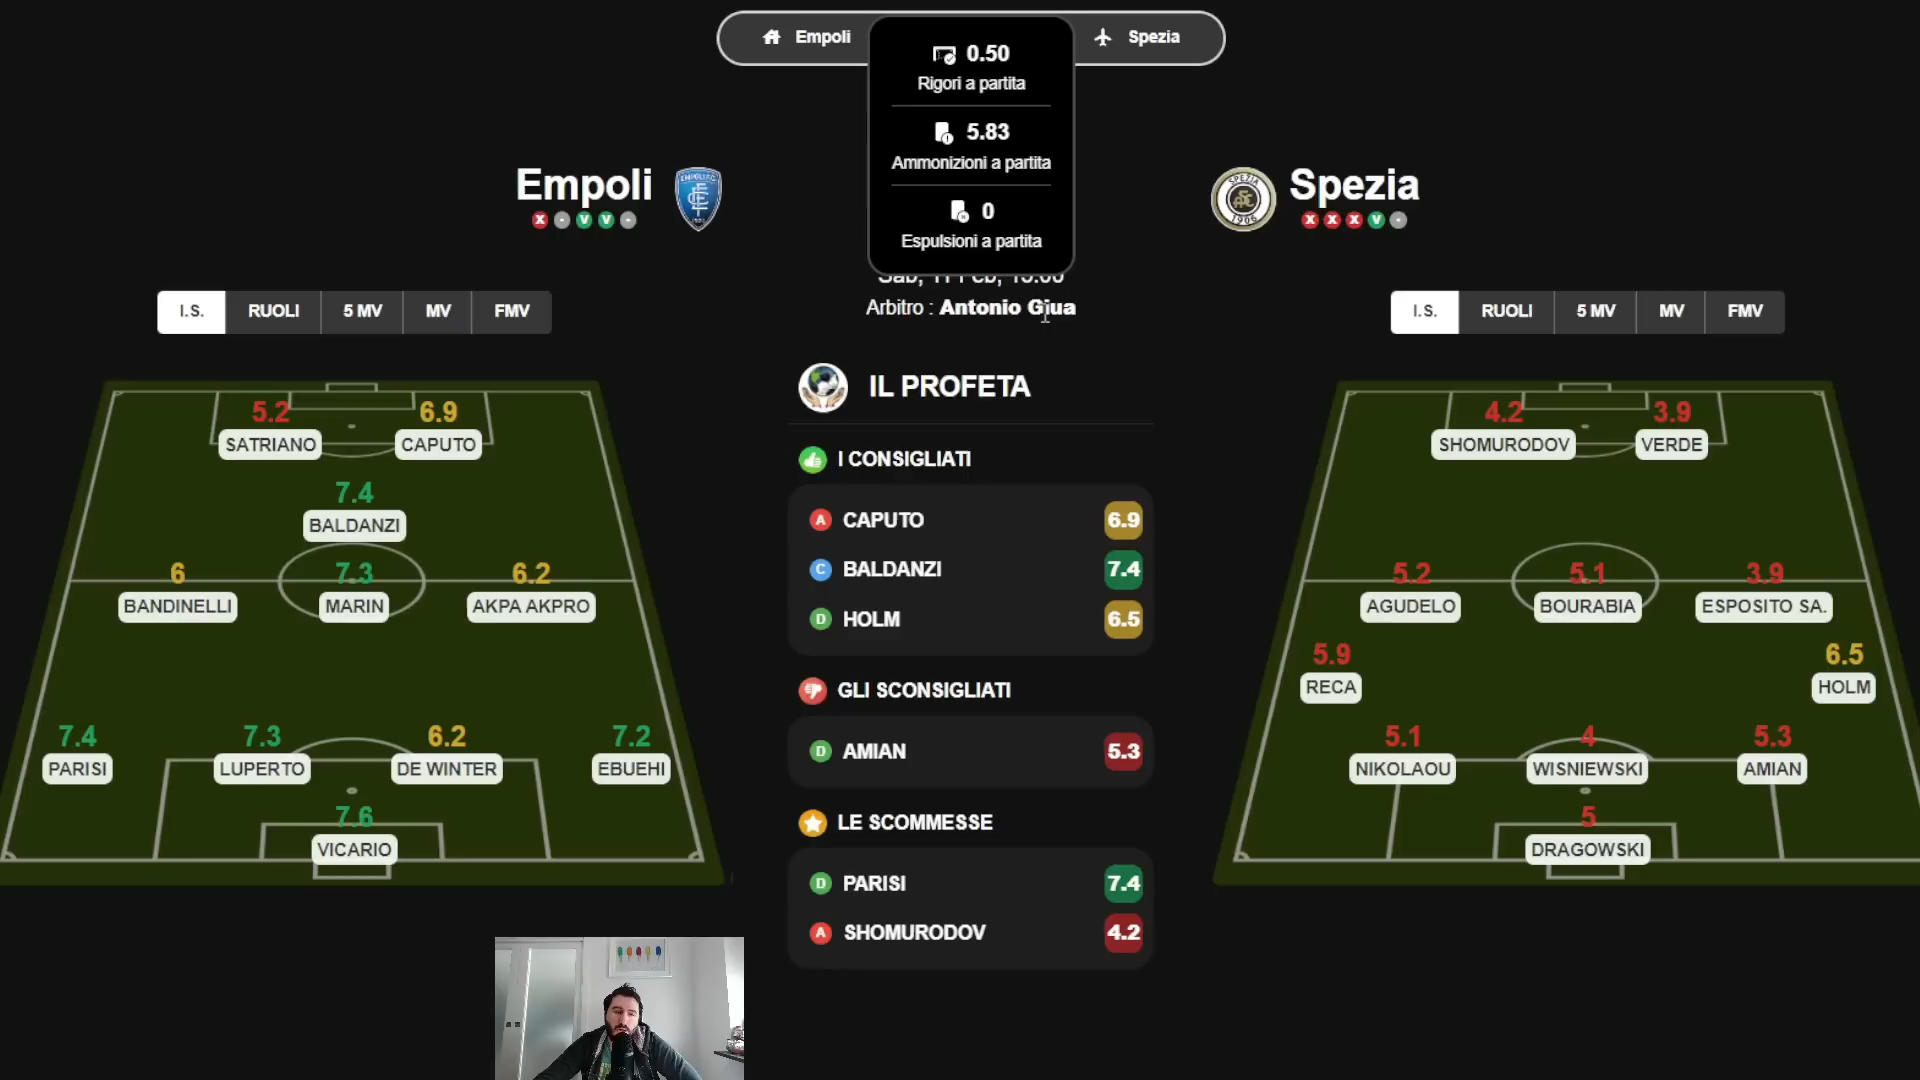 Empoli
0.50
Rigori a partita
5.83
Ammonizioni a partita
0
Espulsioni a partita
Spezia
Empoli
X - V V -
Spezia
X X X V -
Sab, 11 Feb, 15:00
Arbitro : Antonio Giua
I.S. RUOLI 5 MV MV FMV
I.S. RUOLI 5 MV MV FMV
5.2 6.9
SATRIANO CAPUTO
7.4
BALDANZI
6 7.3 6.2
BANDINELLI MARIN AKPA AKPRO
7.4 7.3 6.2 7.2
PARISI LUPERTO DE WINTER EBUEHI
7.6
VICARIO
IL PROFETA
I CONSIGLIATI
A CAPUTO 6.9
C BALDANZI 7.4
D HOLM 6.5
GLI SCONSIGLIATI
D AMIAN 5.3
LE SCOMMESSE
D PARISI 7.4
A SHOMURODOV 4.2
4.2 3.9
SHOMURODOV VERDE
5.2 5.1 3.9
AGUDELO BOURABIA ESPOSITO SA.
5.9 6.5
RECA HOLM
5.1 4 5.3
NIKOLAOU WISNIEWSKI AMIAN
5
DRAGOWSKI